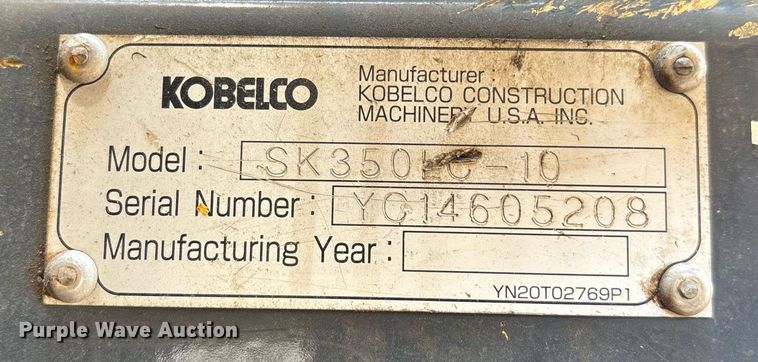 KOBELCO
Manufacturer :
KOBELCO CONSTRUCTION
MACHINERY U.S.A. INC.
Model : SK350LC-10
Serial Number : YC14605208
Manufacturing Year :
YN20T02769P1
Purple Wave Auction